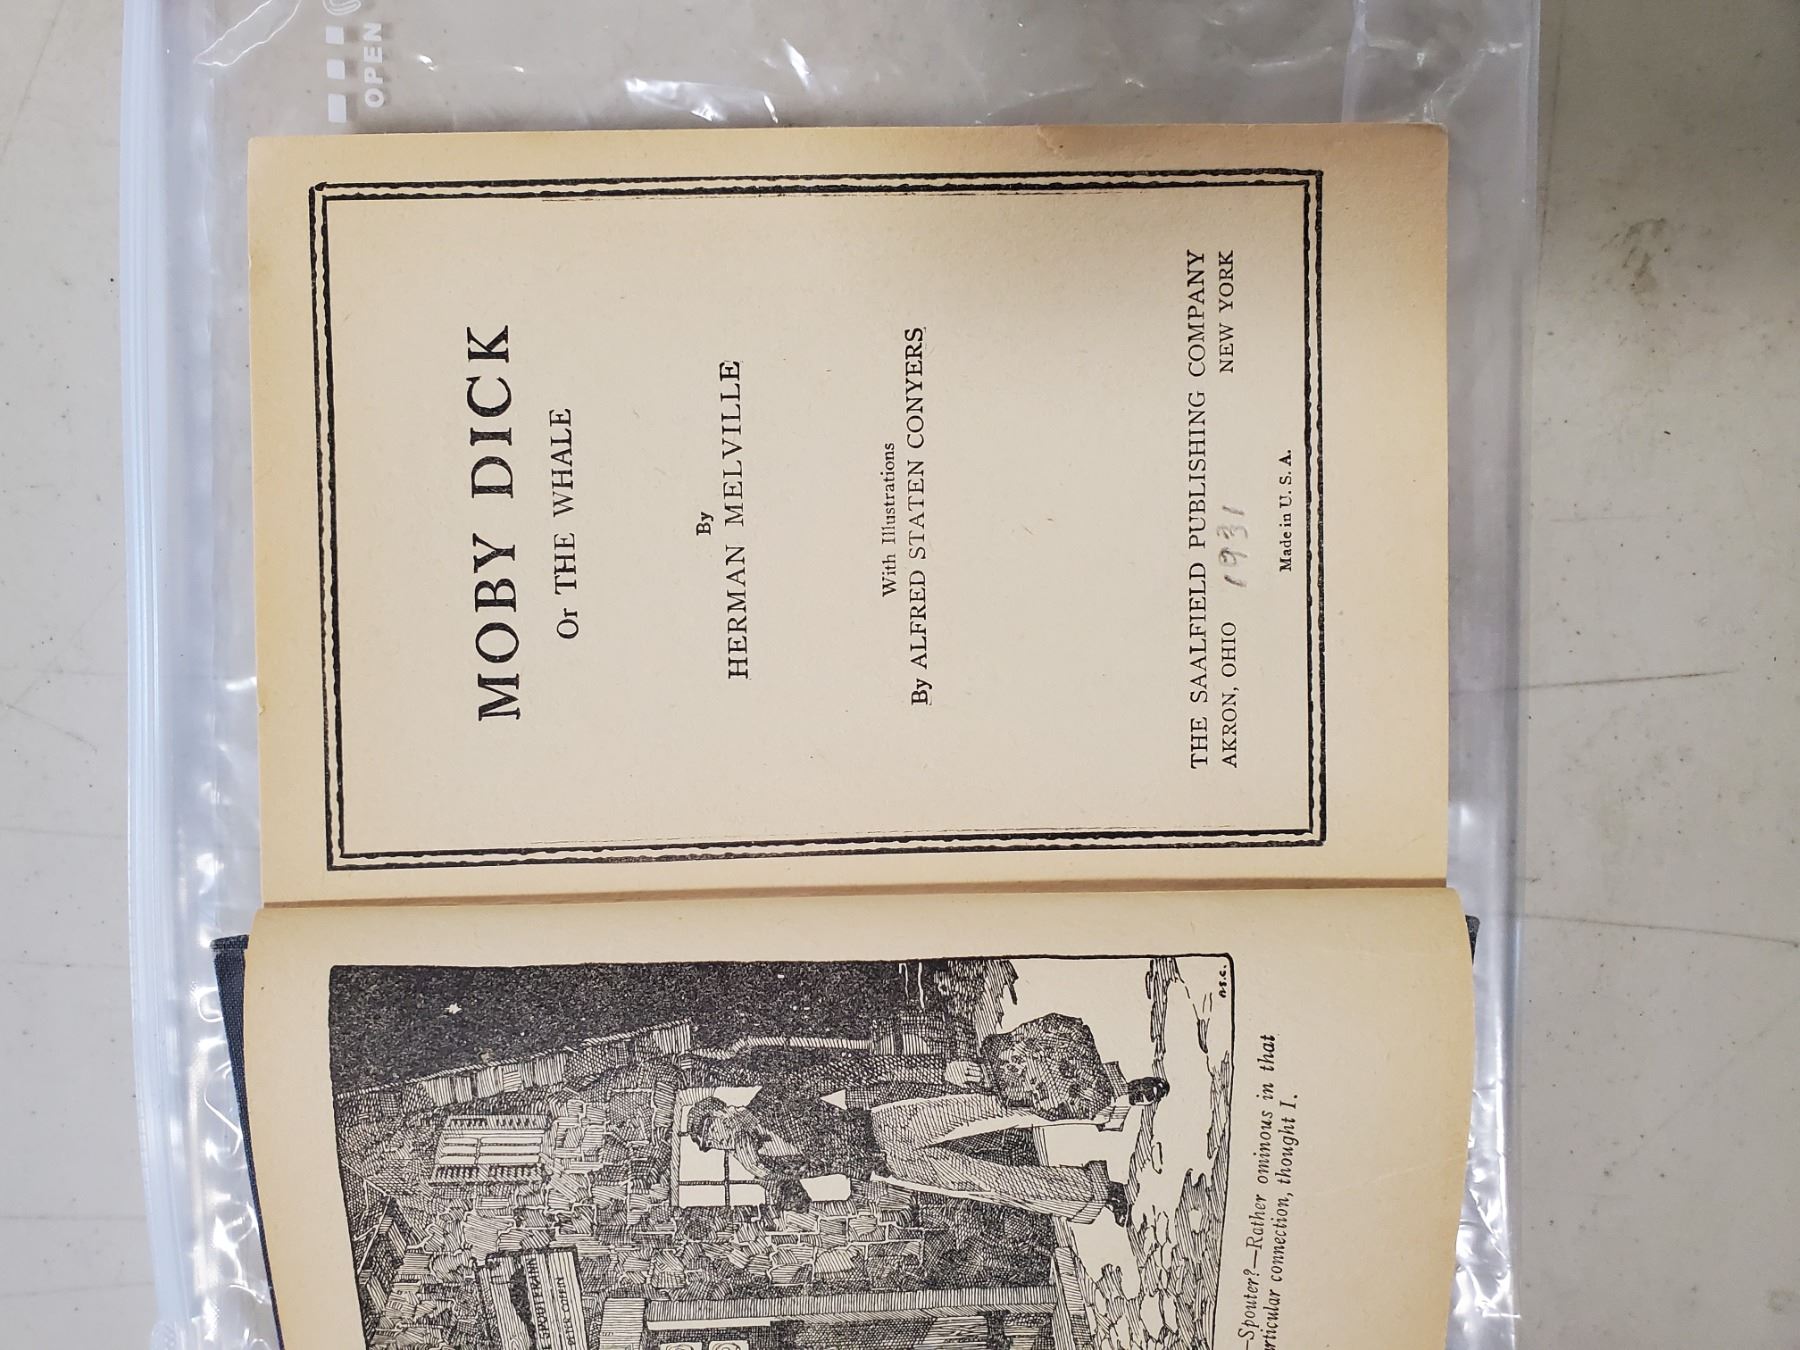 OPEN
MOBY DICK
Or THE WHALE
By
HERMAN MELVILLE
With Illustrations
By ALFRED STATEN CONYERS
THE SAALFIELD PUBLISHING COMPANY
AKRON, OHIO 1931 NEW YORK
Made in U. S. A.
A.S.C.
—Spouter?—Rather ominous in that
connection, thought I.